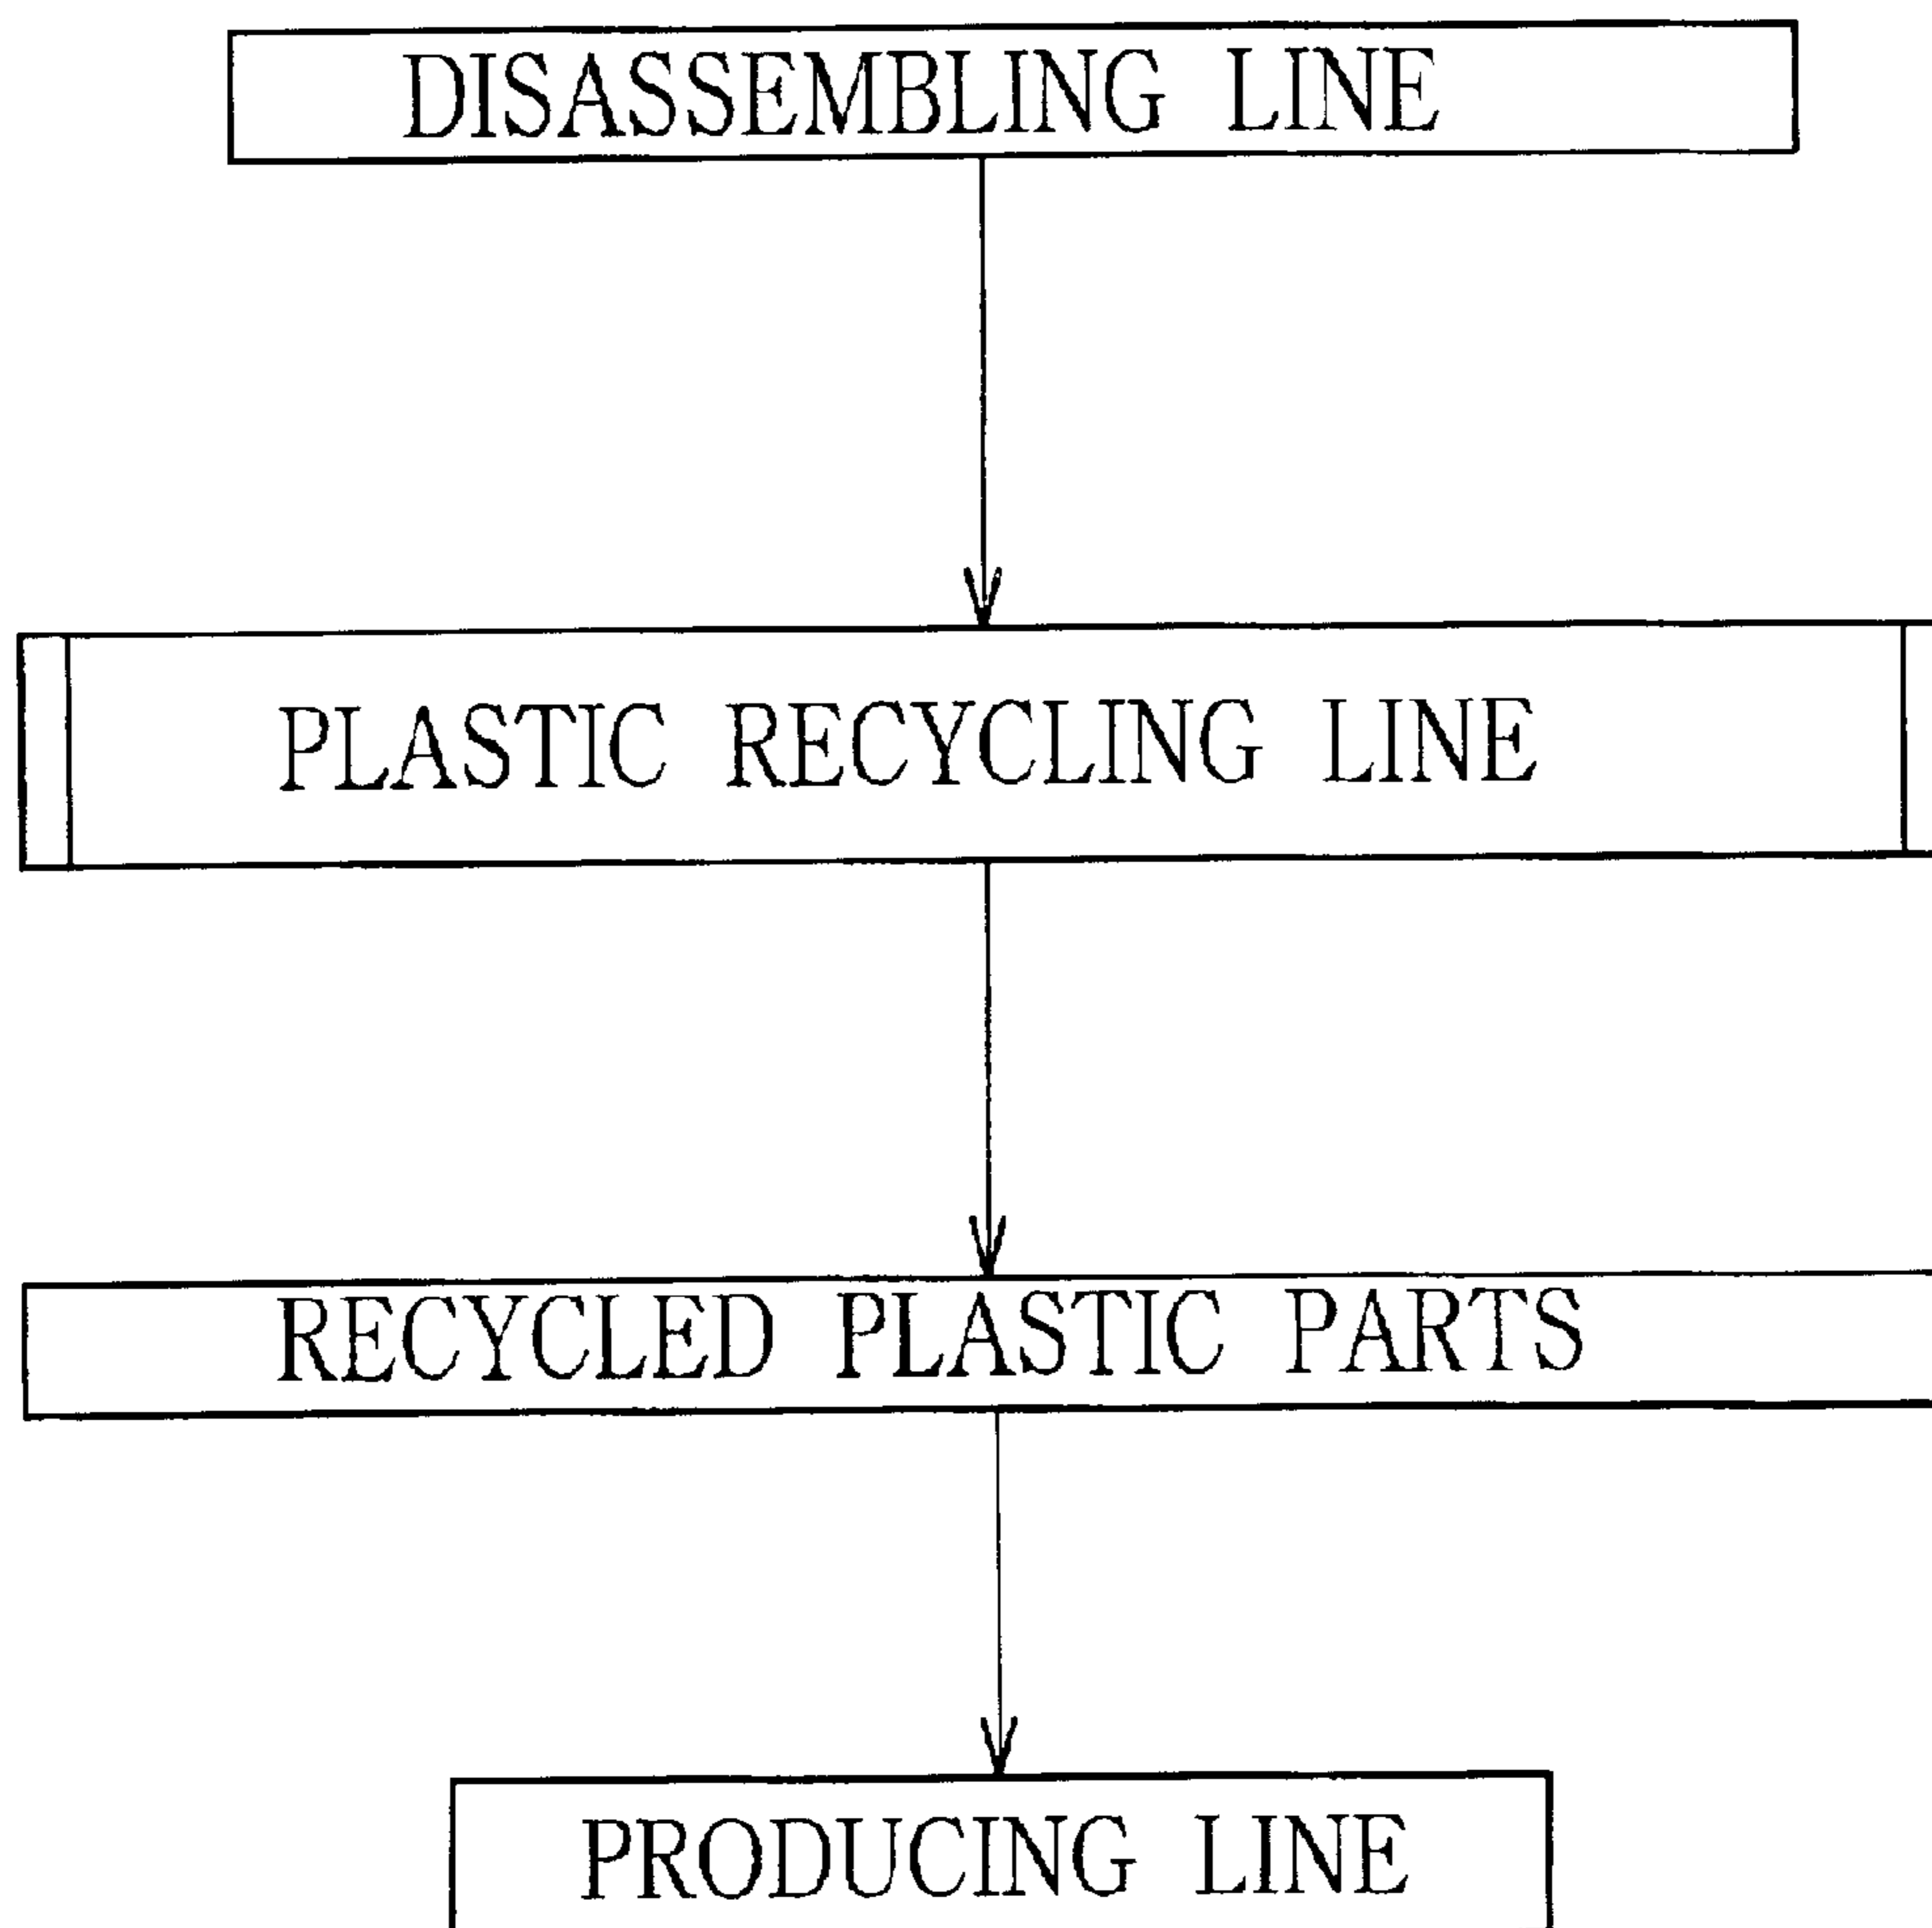 DISASSEMBLING LINE
PLASTIC RECYCLING LINE
RECYCLED PLASTIC PARTS
PRODUCING LINE